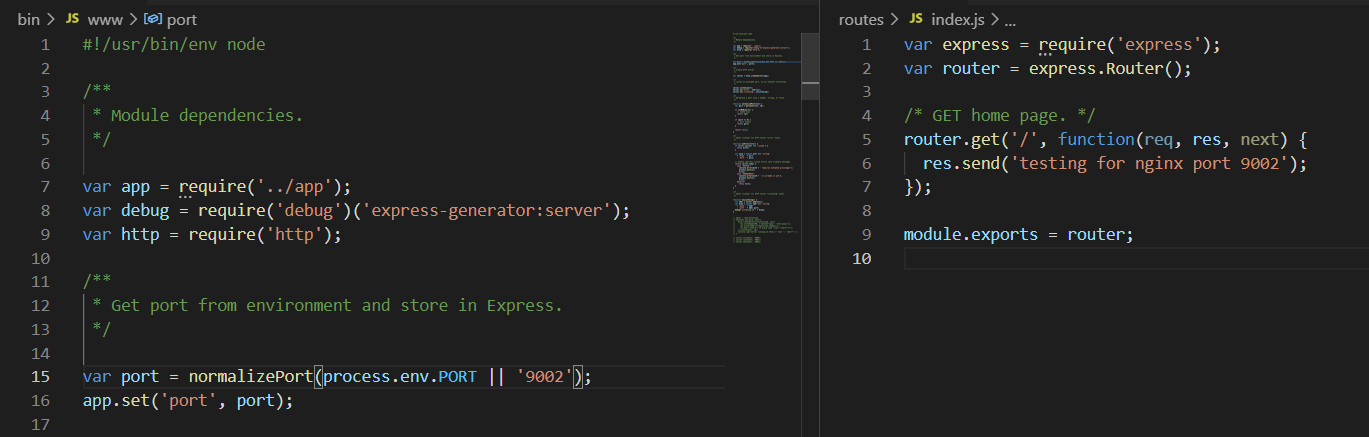 bin > JS www > port
1 #!/usr/bin/env node
2
3 /**
4  * Module dependencies.
5  */
6
7 var app = require('../app');
8 var debug = require('debug')('express-generator:server');
9 var http = require('http');
10
11 /**
12  * Get port from environment and store in Express.
13  */
14
15 var port = normalizePort(process.env.PORT || '9002');
16 app.set('port', port);
17
routes > JS index.js > ...
1 var express = require('express');
2 var router = express.Router();
3
4 /* GET home page. */
5 router.get('/', function(req, res, next) {
6   res.send('testing for nginx port 9002');
7 });
8
9 module.exports = router;
10